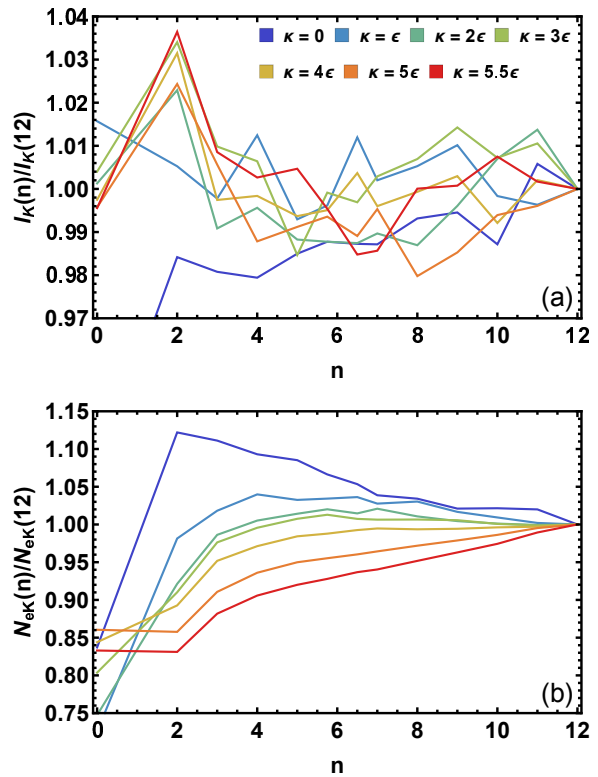 1.04
κ = 0 κ = ϵ κ = 2ϵ κ = 3ϵ
1.03
κ = 4ϵ κ = 5ϵ κ = 5.5ϵ
1.02
1.01
1.00
0.99
0.98
0.97
I_K(n)/I_K(12)
(a)
0 2 4 6 8 10 12
n
1.15
1.10
1.05
1.00
0.95
0.90
0.85
0.80
0.75
N_eK(n)/N_eK(12)
(b)
0 2 4 6 8 10 12
n